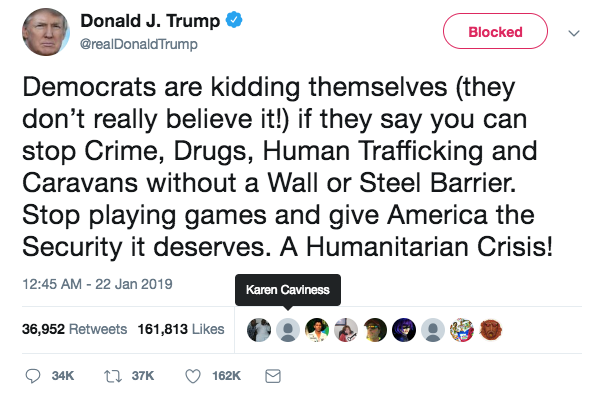 Donald J. Trump
@realDonaldTrump
Blocked
Democrats are kidding themselves (they
don’t really believe it!) if they say you can
stop Crime, Drugs, Human Trafficking and
Caravans without a Wall or Steel Barrier.
Stop playing games and give America the
Security it deserves. A Humanitarian Crisis!
12:45 AM - 22 Jan 2019
Karen Caviness
36,952 Retweets 161,813 Likes
34K 37K 162K